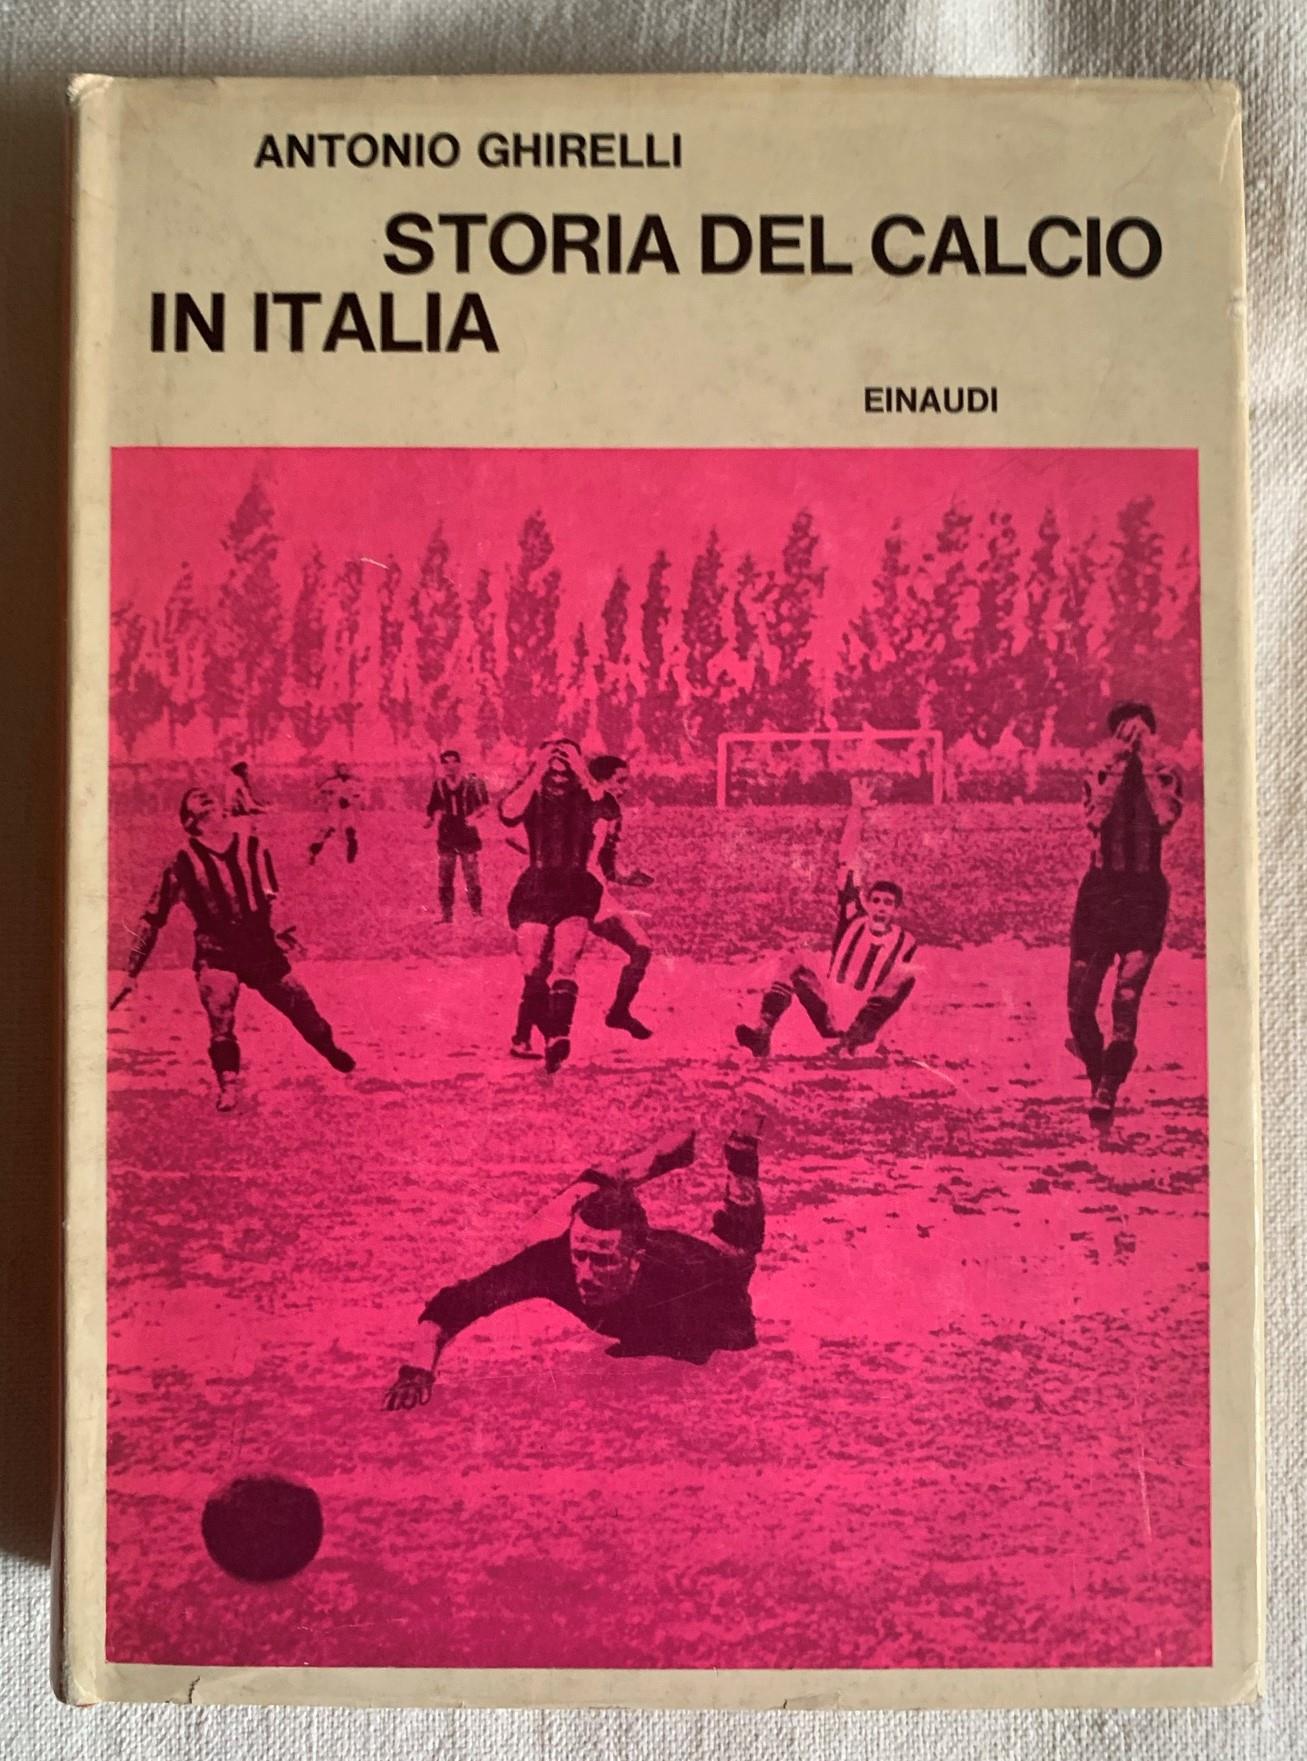 ANTONIO GHIRELLI
STORIA DEL CALCIO
IN ITALIA
EINAUDI